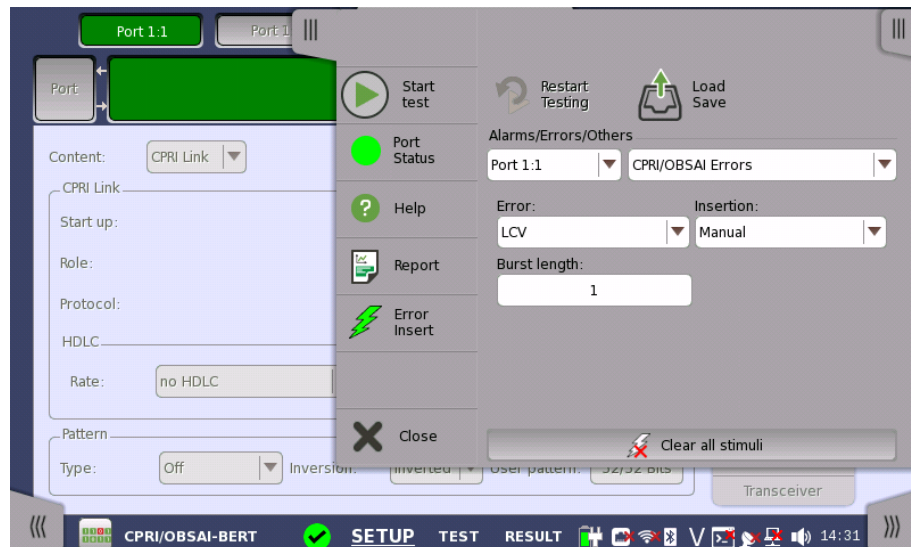 Port 1:1
Port 1
Port
Start test
Restart Testing
Load Save
Port Status
Alarms/Errors/Others
Port 1:1
CPRI/OBSAI Errors
Content:
CPRI Link
CPRI Link
Start up:
Help
Error:
Insertion:
LCV
Manual
Role:
Report
Burst length:
1
Protocol:
Error Insert
HDLC
Rate:
no HDLC
Close
Clear all stimuli
Pattern
Type:
Off
Inversion:
Inverted
User pattern:
32/32 Bits
Transceiver
CPRI/OBSAI-BERT
SETUP
TEST
RESULT
V
14:31